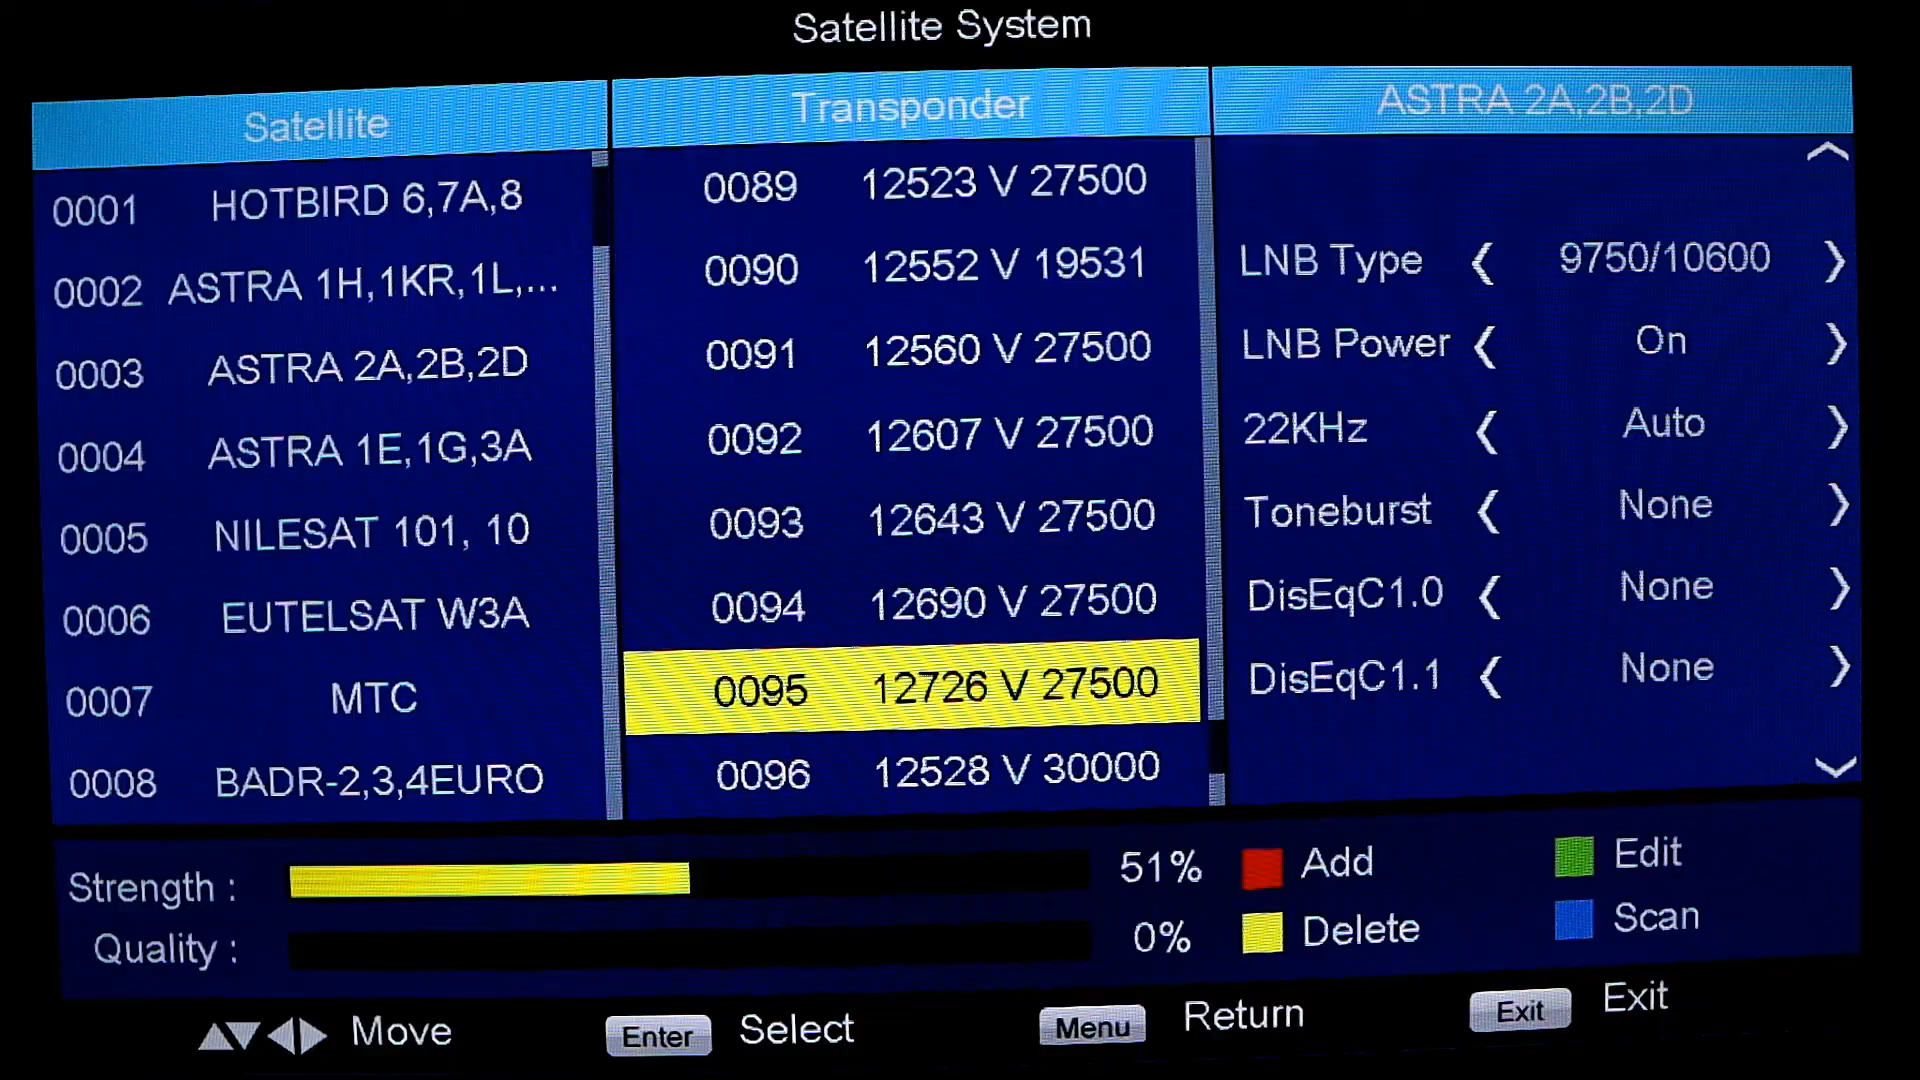 Satellite System
Satellite
Transponder
ASTRA 2A,2B,2D
0001 HOTBIRD 6,7A,8
0002 ASTRA 1H,1KR,1L,...
0003 ASTRA 2A,2B,2D
0004 ASTRA 1E,1G,3A
0005 NILESAT 101, 10
0006 EUTELSAT W3A
0007 MTC
0008 BADR-2,3,4EURO
0089 12523 V 27500
0090 12552 V 19531
0091 12560 V 27500
0092 12607 V 27500
0093 12643 V 27500
0094 12690 V 27500
0095 12726 V 27500
0096 12528 V 30000
LNB Type 9750/10600
LNB Power On
22KHz Auto
Toneburst None
DisEqC1.0 None
DisEqC1.1 None
Strength : 51%
Quality : 0%
Add
Edit
Delete
Scan
Move
Enter Select
Menu Return
Exit Exit